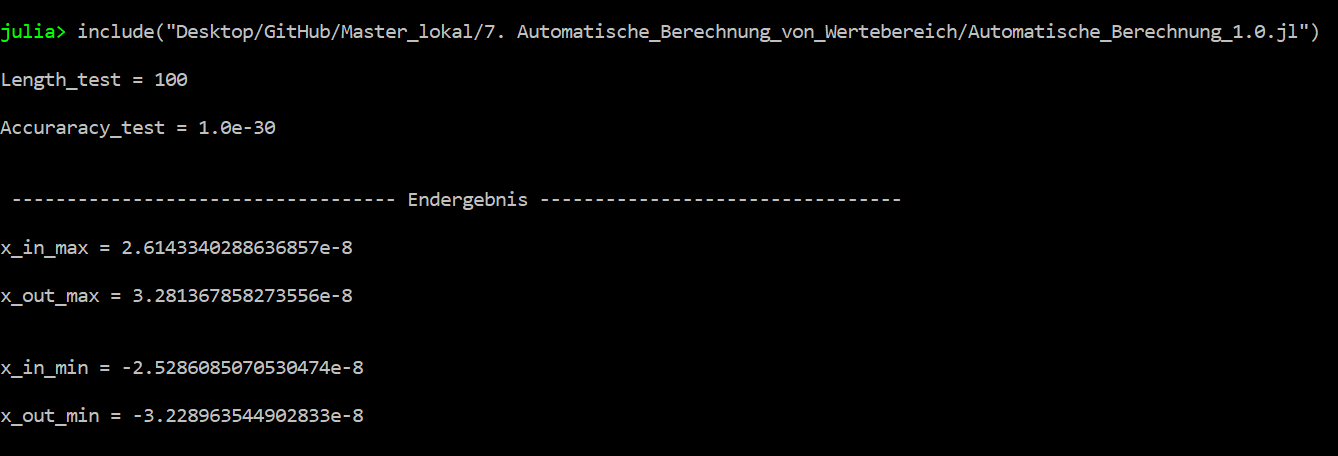 julia> include("Desktop/GitHub/Master_lokal/7. Automatische_Berechnung_von_Wertebereich/Automatische_Berechnung_1.0.jl")
Length_test = 100
Accuraracy_test = 1.0e-30
----------------------------------- Endergebnis ---------------------------------
x_in_max = 2.6143340288636857e-8
x_out_max = 3.281367858273556e-8
x_in_min = -2.5286085070530474e-8
x_out_min = -3.228963544902833e-8